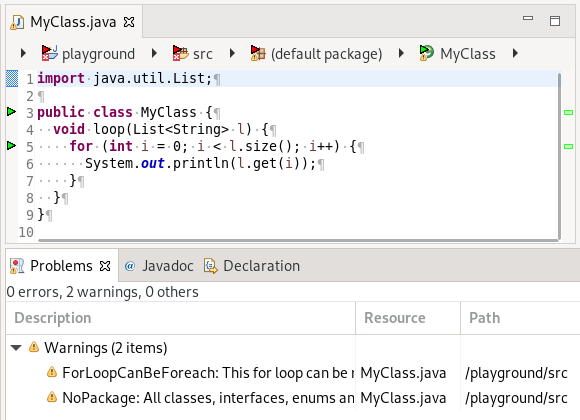 MyClass.java
playground src (default package) MyClass
1 import java.util.List;¶
2 ¶
3 public class MyClass {¶
4 ··void loop(List<String> l) {¶
5 ····for (int i = 0; i < l.size(); i++) {¶
6 ······System.out.println(l.get(i));¶
7 ····}¶
8 ··}¶
9 }¶
10
Problems @ Javadoc Declaration
0 errors, 2 warnings, 0 others
Description Resource Path
Warnings (2 items)
ForLoopCanBeForeach: This for loop can be MyClass.java /playground/src
NoPackage: All classes, interfaces, enums an MyClass.java /playground/src